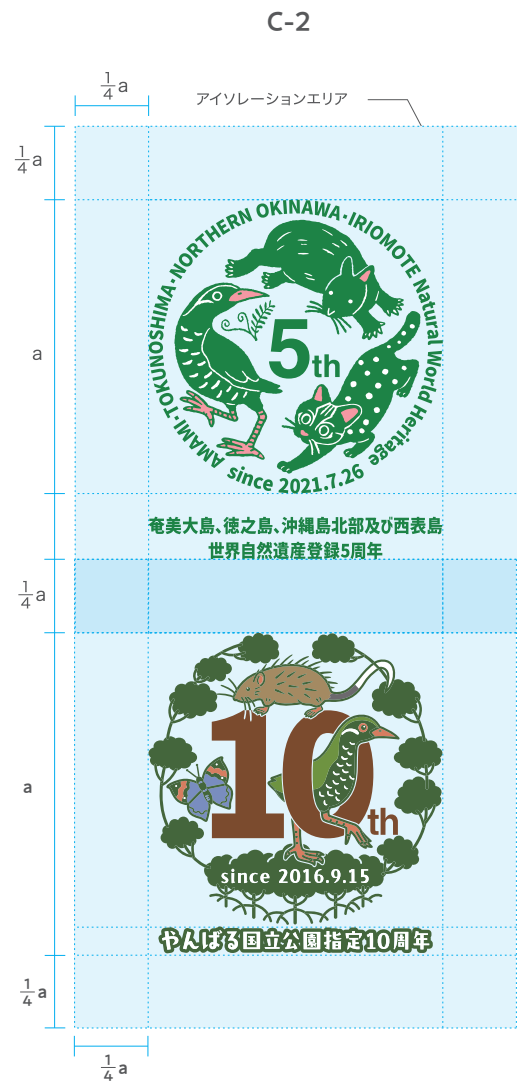 C-2
1/4 a
アイソレーションエリア
1/4 a
a
AMAMI・TOKUNOSHIMA・NORTHERN OKINAWA・IRIOMOTE Natural World Heritage
5th
since 2021.7.26
奄美大島、徳之島、沖縄島北部及び西表島
世界自然遺産登録5周年
1/4 a
a
10th
since 2016.9.15
やんばる国立公園指定10周年
1/4 a
1/4 a